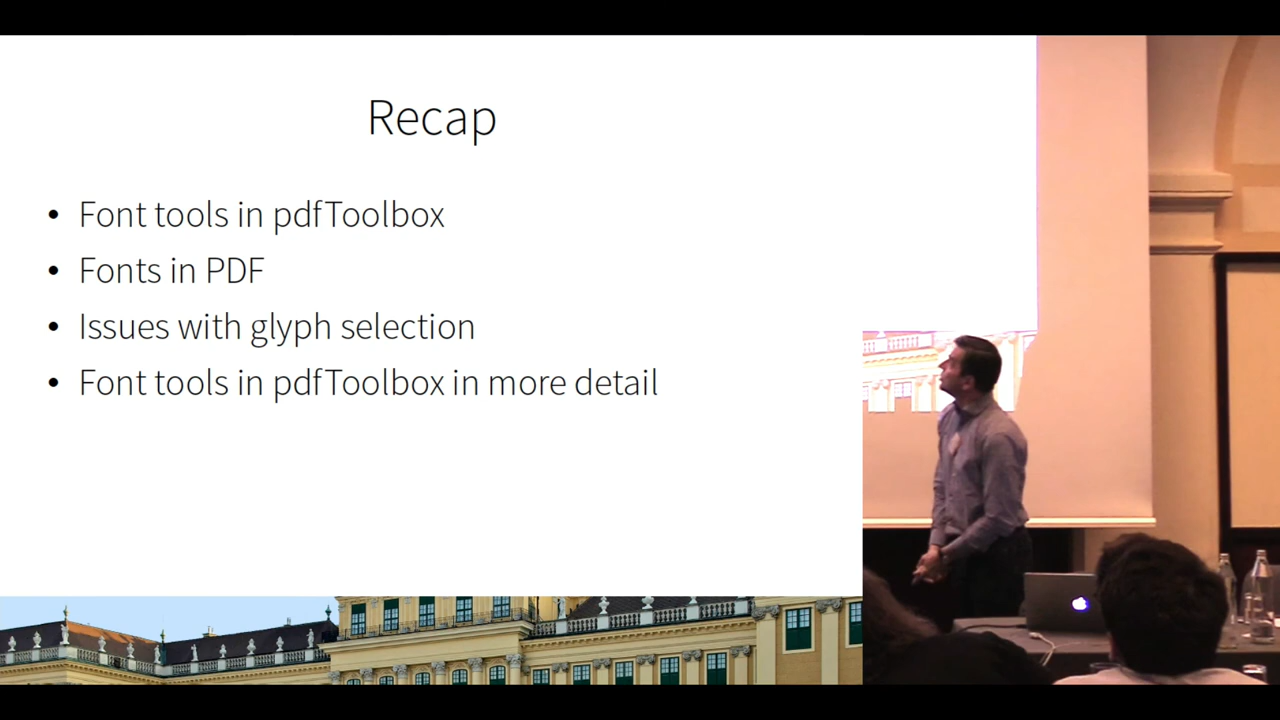 Recap
• Font tools in pdfToolbox
• Fonts in PDF
• Issues with glyph selection
• Font tools in pdfToolbox in more detail